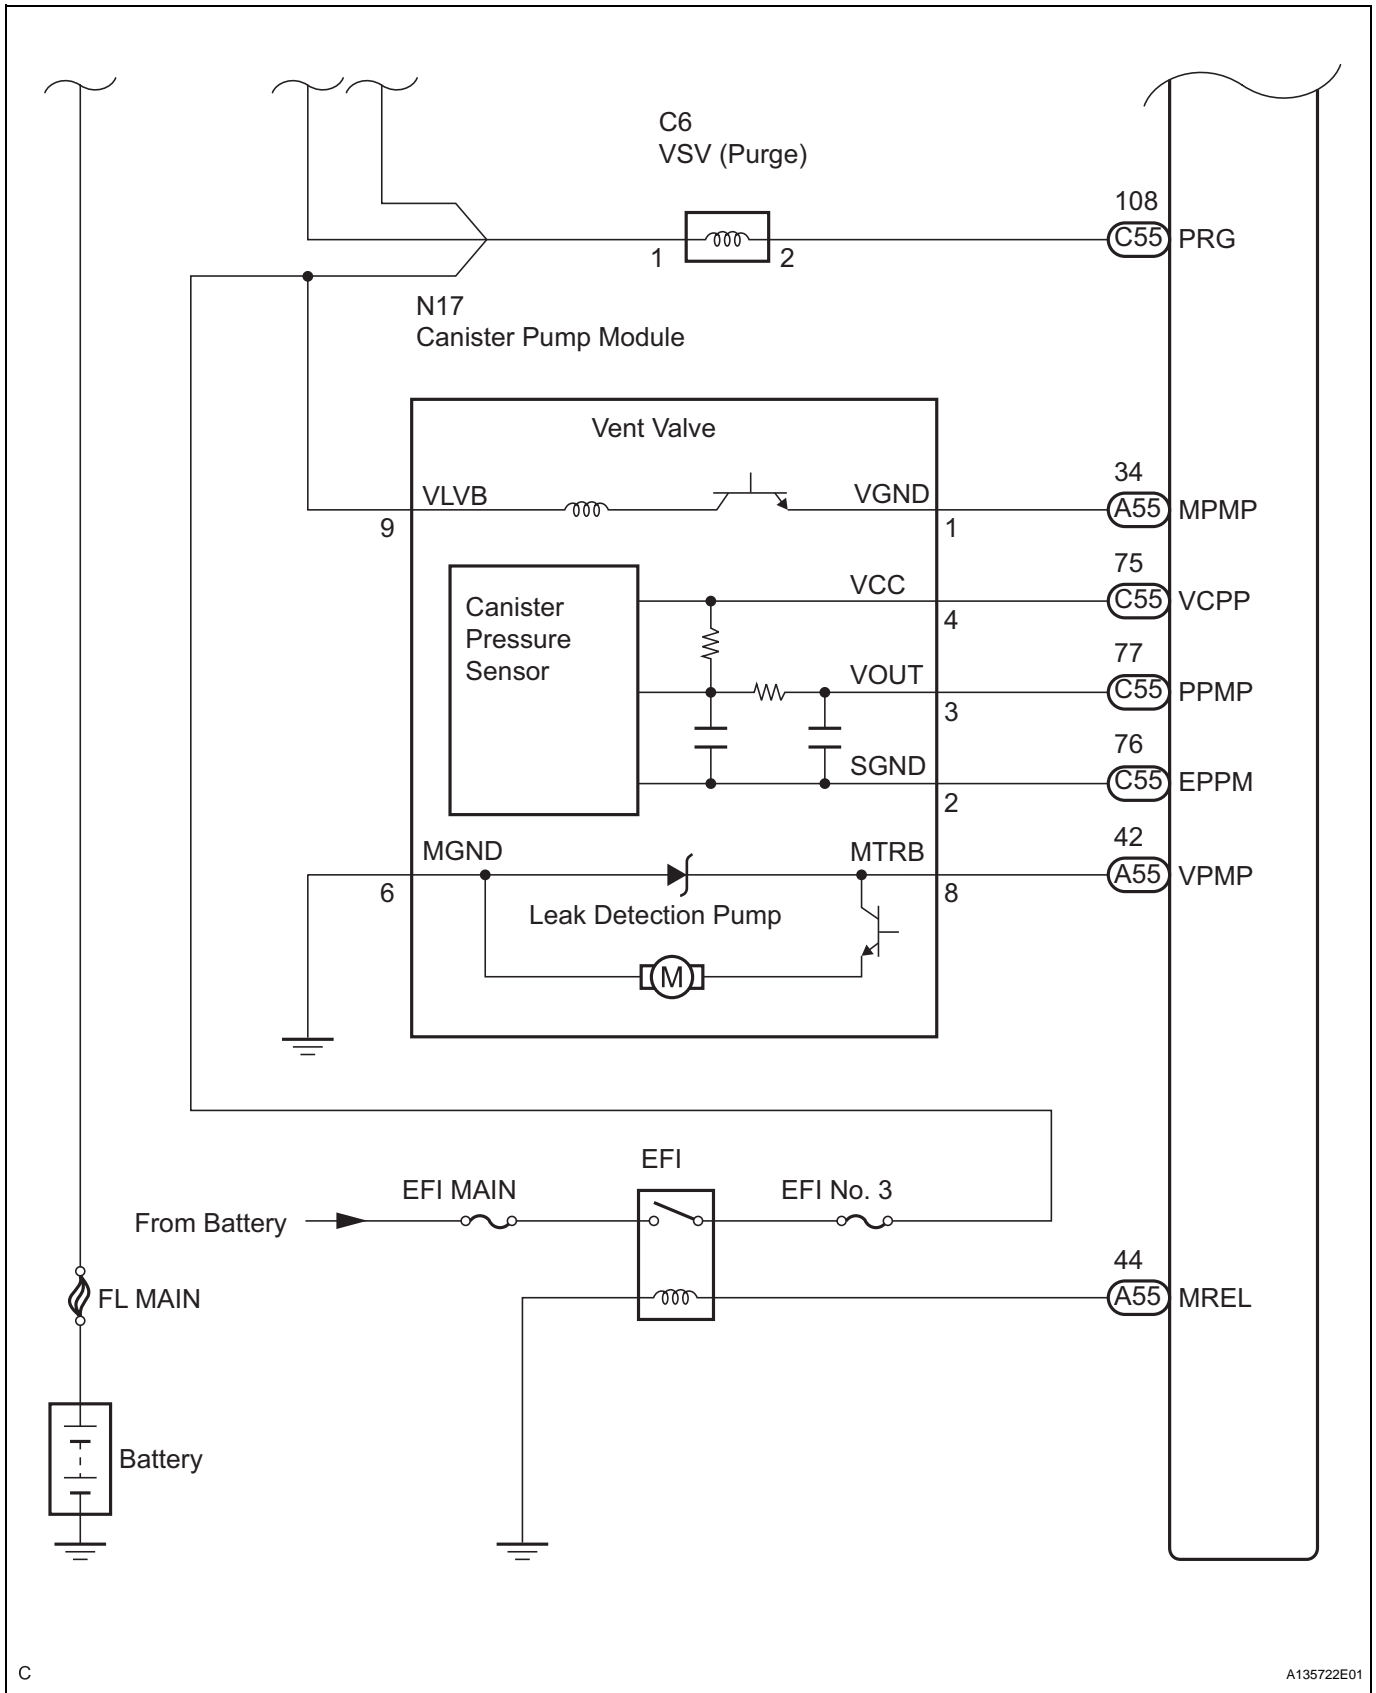 C6
VSV (Purge)
108
C55 PRG
1
2
N17
Canister Pump Module
Vent Valve
34
VLVB
VGND
A55 MPMP
9
1
75
VCC
C55 VCPP
Canister
Pressure
Sensor
4
77
VOUT
C55 PPMP
3
76
SGND
C55 EPPM
2
42
MGND
MTRB
A55 VPMP
6
8
Leak Detection Pump
M
EFI
EFI MAIN
EFI No. 3
From Battery
44
FL MAIN
A55 MREL
Battery
C
A135722E01